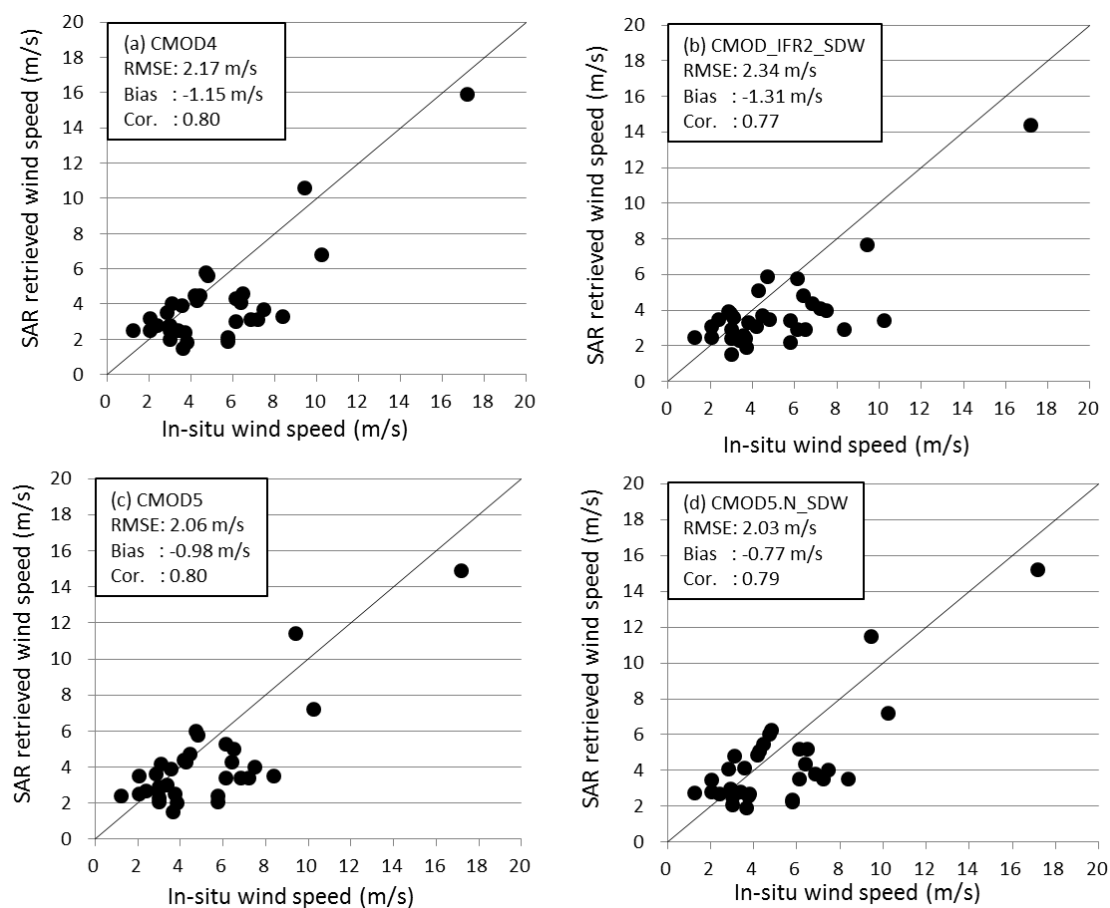 (a) CMOD4
RMSE: 2.17 m/s
Bias : -1.15 m/s
Cor. : 0.80
SAR retrieved wind speed (m/s)
20
18
16
14
12
10
8
6
4
2
0
0 2 4 6 8 10 12 14 16 18 20
In-situ wind speed (m/s)
(b) CMOD_IFR2_SDW
RMSE: 2.34 m/s
Bias : -1.31 m/s
Cor. : 0.77
SAR retrieved wind speed (m/s)
20
18
16
14
12
10
8
6
4
2
0
0 2 4 6 8 10 12 14 16 18 20
In-situ wind speed (m/s)
(c) CMOD5
RMSE: 2.06 m/s
Bias : -0.98 m/s
Cor. : 0.80
SAR retrieved wind speed (m/s)
20
18
16
14
12
10
8
6
4
2
0
0 2 4 6 8 10 12 14 16 18 20
In-situ wind speed (m/s)
(d) CMOD5.N_SDW
RMSE: 2.03 m/s
Bias : -0.77 m/s
Cor. : 0.79
SAR retrieved wind speed (m/s)
20
18
16
14
12
10
8
6
4
2
0
0 2 4 6 8 10 12 14 16 18 20
In-situ wind speed (m/s)